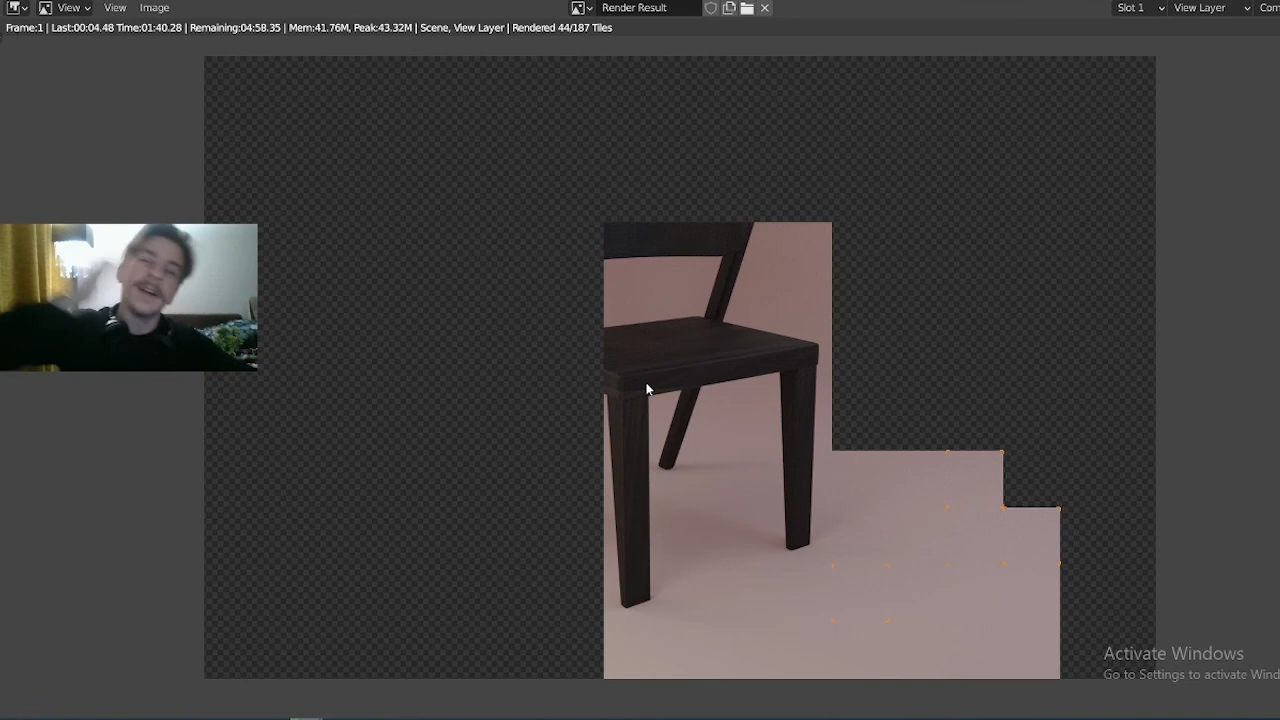 View View Image Render Result Slot 1 View Layer Com
Frame:1 | Last:00:04.48 Time:01:40.28 | Remaining:04:58.35 | Mem:41.76M, Peak:43.32M | Scene, View Layer | Rendered 44/187 Tiles
Activate Windows
Go to Settings to activate Wind